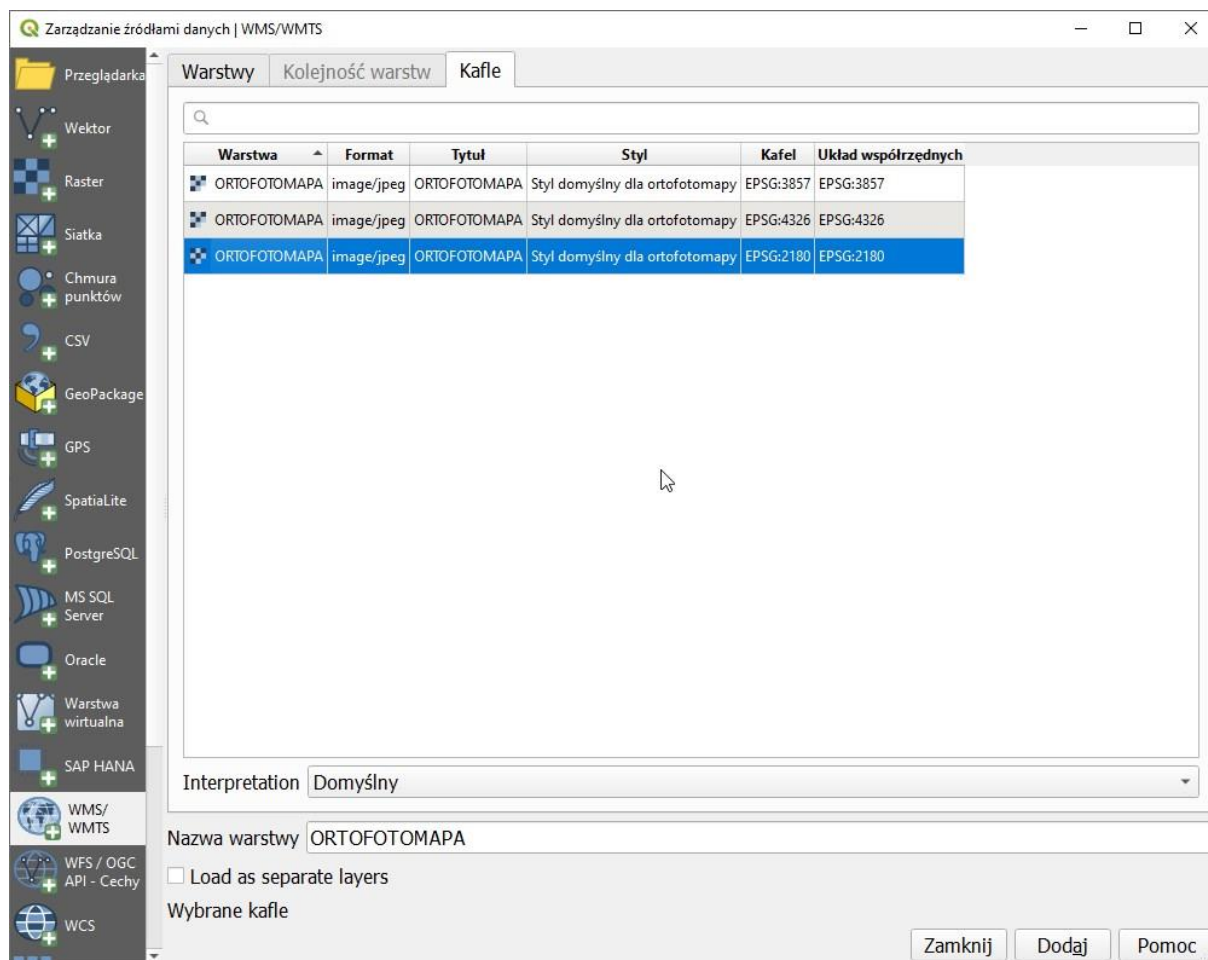 Zarządzanie źródłami danych | WMS/WMTS
Przeglądarka
Wektor
Raster
Siatka
Chmura
punktów
CSV
GeoPackage
GPS
SpatiaLite
PostgreSQL
MS SQL
Server
Oracle
Warstwa
wirtualna
SAP HANA
WMS/
WMTS
WFS / OGC
API - Cechy
WCS
Warstwy Kolejność warstw Kafle
Warstwa Format Tytuł Styl Kafel Układ współrzędnych
ORTOFOTOMAPA image/jpeg ORTOFOTOMAPA Styl domyślny dla ortofotomapy EPSG:3857 EPSG:3857
ORTOFOTOMAPA image/jpeg ORTOFOTOMAPA Styl domyślny dla ortofotomapy EPSG:4326 EPSG:4326
ORTOFOTOMAPA image/jpeg ORTOFOTOMAPA Styl domyślny dla ortofotomapy EPSG:2180 EPSG:2180
Interpretation Domyślny
Nazwa warstwy ORTOFOTOMAPA
Load as separate layers
Wybrane kafle
Zamknij Dodaj Pomoc